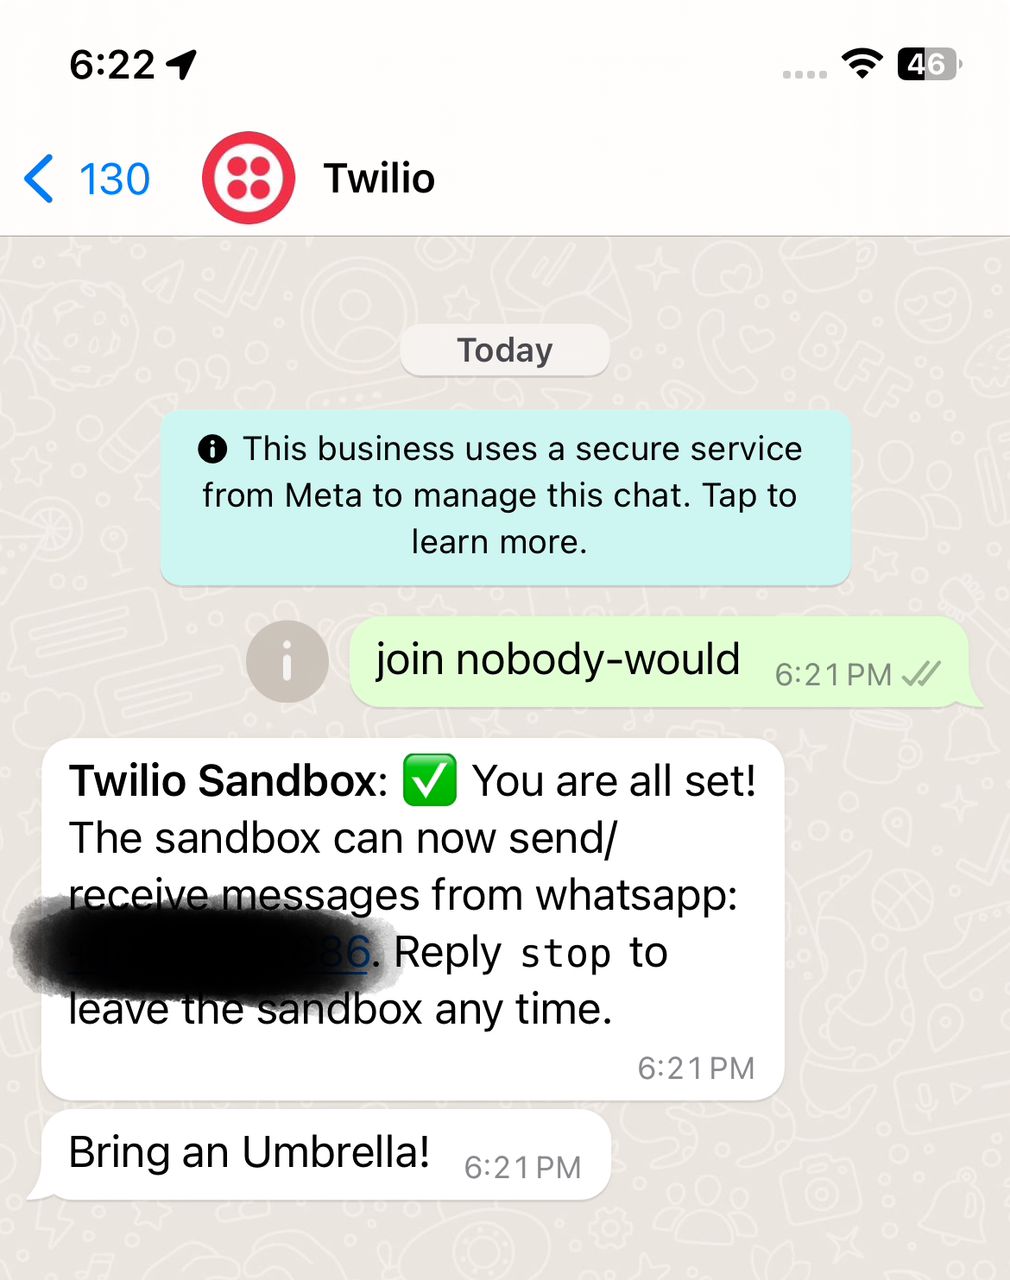 6:22
46
130
Twilio
Today
This business uses a secure service
from Meta to manage this chat. Tap to
learn more.
join nobody-would
6:21 PM
Twilio Sandbox: ✅ You are all set!
The sandbox can now send/
receive messages from whatsapp:
86. Reply stop to
leave the sandbox any time.
6:21 PM
Bring an Umbrella!
6:21 PM